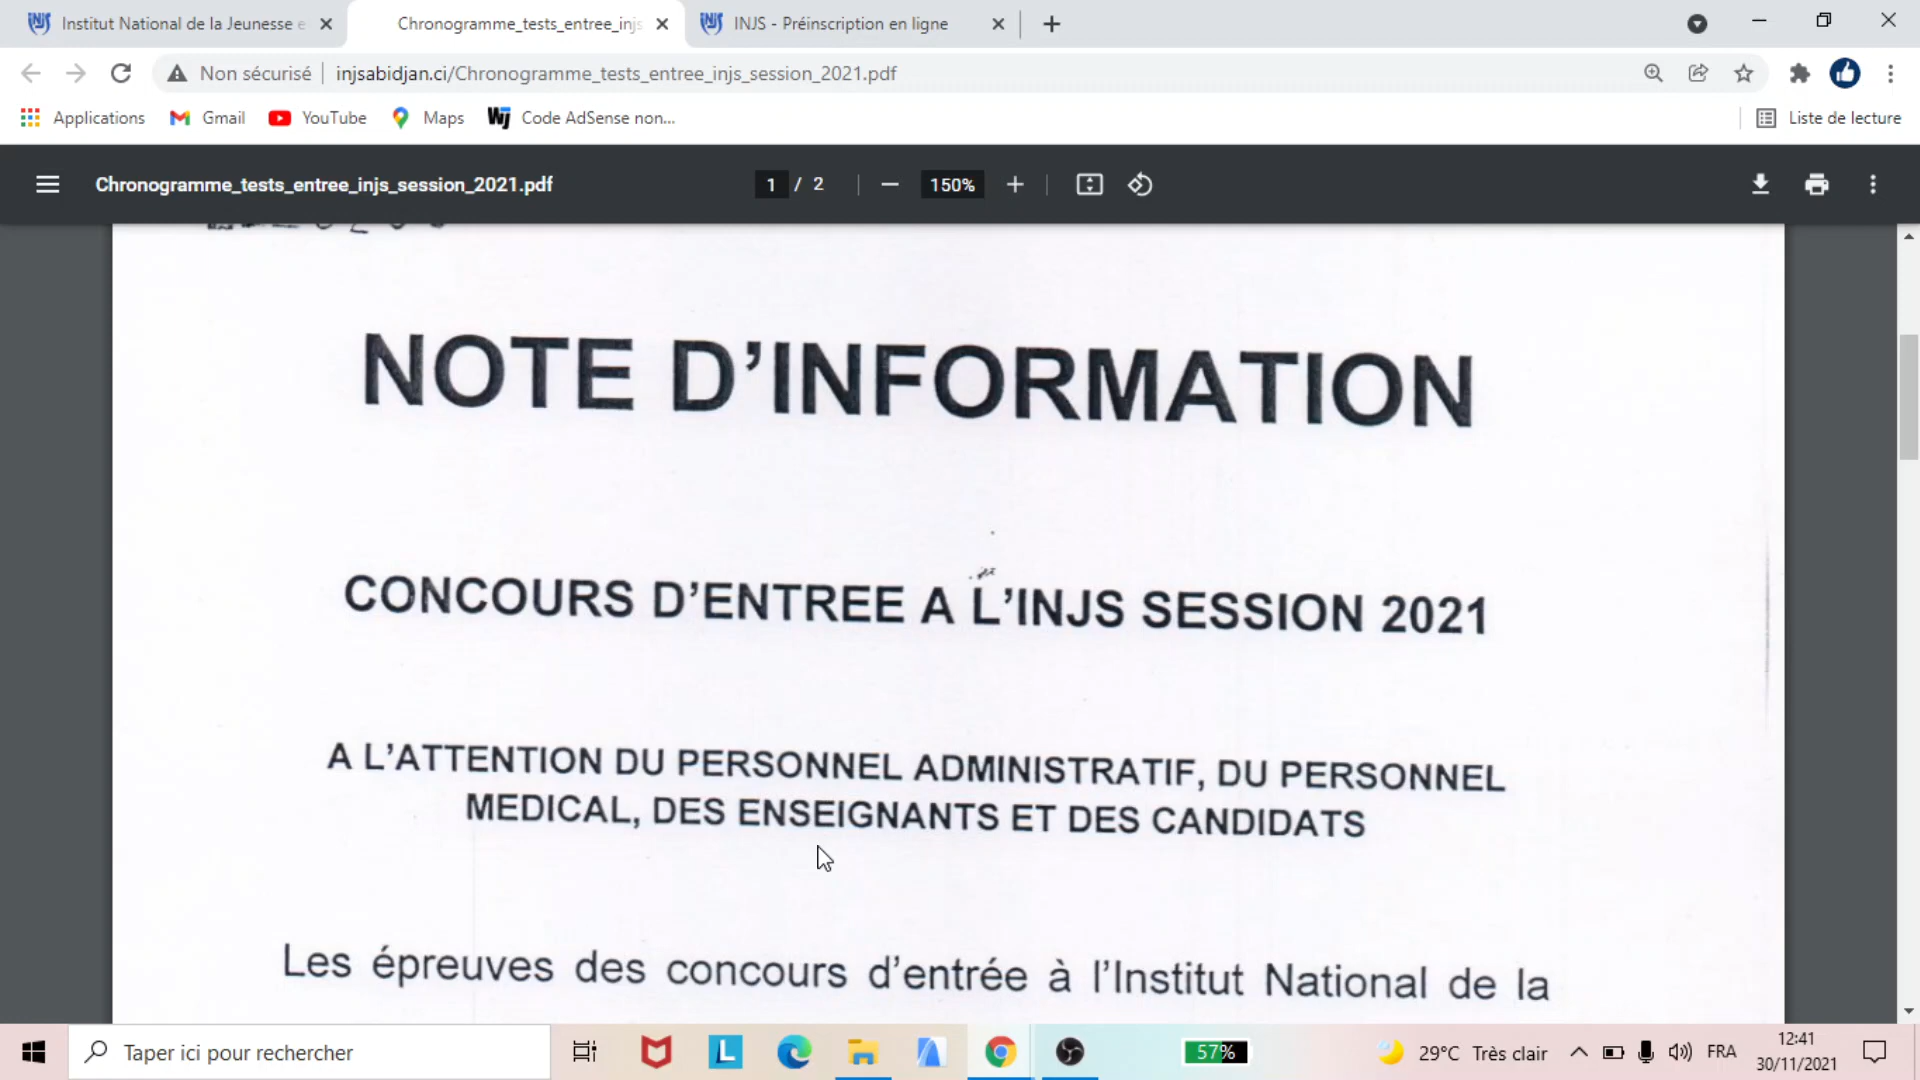 Institut National de la Jeunesse e
Chronogramme_tests_entree_injs
INJS - Préinscription en ligne
Non sécurisé
injsabidjan.ci/Chronogramme_tests_entree_injs_session_2021.pdf
Applications
Gmail
YouTube
Maps
Code AdSense non...
Liste de lecture
Chronogramme_tests_entree_injs_session_2021.pdf
1 / 2
150%
NOTE D'INFORMATION
CONCOURS D'ENTREE A L'INJS SESSION 2021
A L'ATTENTION DU PERSONNEL ADMINISTRATIF, DU PERSONNEL
MEDICAL, DES ENSEIGNANTS ET DES CANDIDATS
Les épreuves des concours d'entrée à l'Institut National de la
Taper ici pour rechercher
57%
29°C Très clair
FRA
12:41
30/11/2021